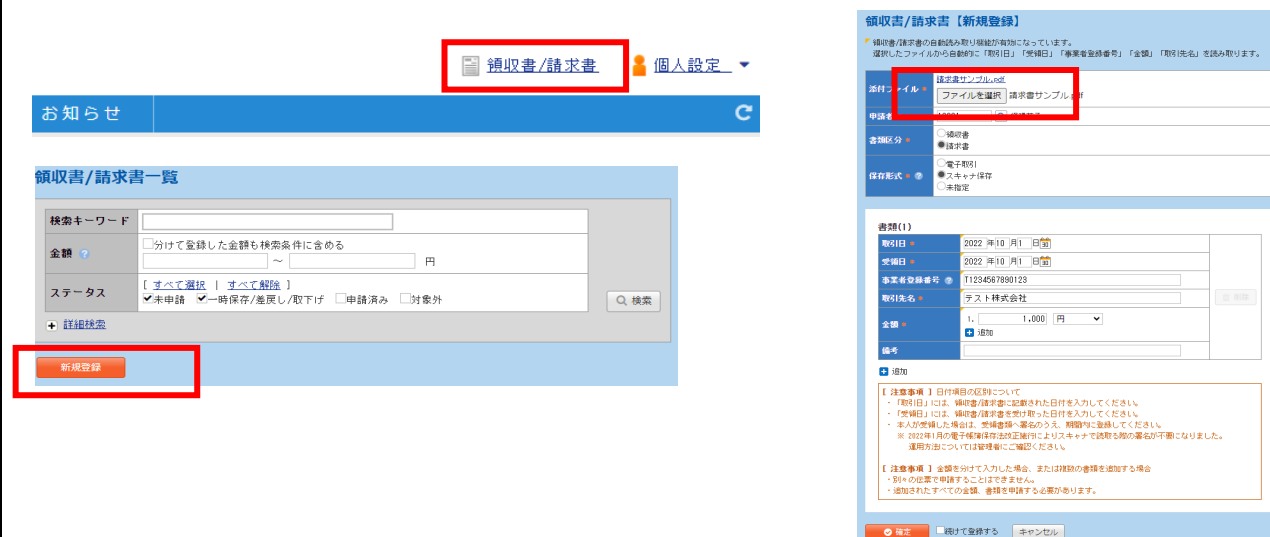 領収書/請求書
個人設定
お知らせ
領収書/請求書一覧
検索キーワード
金額
分けて登録した金額も検索条件に含める
～
円
ステータス
[ すべて選択 | すべて解除 ]
未申請 一時保存/差戻し/取下げ 申請済み 対象外
検索
詳細検索
新規登録
領収書/請求書【新規登録】
領収書/請求書の自動読み取り機能が有効になっています。
選択したファイルから自動的に「取引日」「受領日」「事業者登録番号」「金額」「取引先名」を読み取ります。
添付ファイル *
請求書サンプル.pdf
ファイルを選択 請求書サンプル.pdf
申請者
書類区分 *
領収書
請求書
保存形式 *
電子取引
スキャナ保存
未指定
書類(1)
取引日 * 2022 年 10 月 1 日
受領日 * 2022 年 10 月 1 日
事業者登録番号 T1234567890123
取引先名 * テスト株式会社
削除
金額 * 1. 1,000 円
追加
備考
追加
[ 注意事項 ] 日付項目の区別について
・「取引日」には、領収書/請求書に記載された日付を入力してください。
・「受領日」には、領収書/請求書を受け取った日付を入力してください。
・ 本人が受領した場合は、受領書類へ署名のうえ、期間内に登録してください。
※ 2022年1月の電子帳簿保存法改正施行によりスキャナで読取る際の署名が不要になりました。
運用方法については管理者にご確認ください。
[ 注意事項 ] 金額を分けて入力した場合、または複数の書類を追加する場合
・別々の伝票で申請することはできません。
・追加されたすべての金額、書類を申請する必要があります。
確定 続けて登録する キャンセル